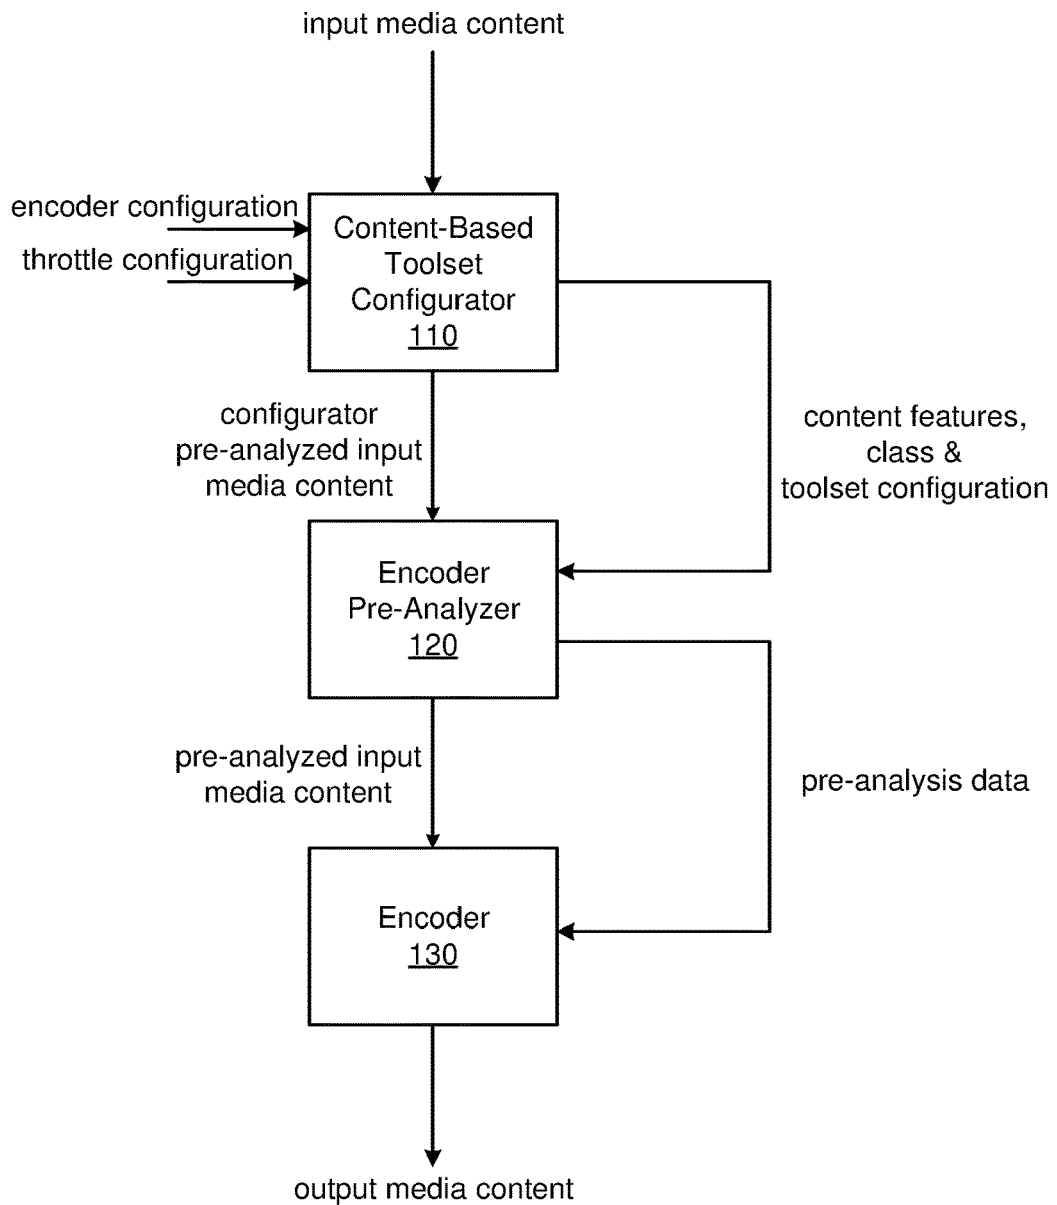 input media content
encoder configuration
throttle configuration
Content-Based
Toolset
Configurator
110
configurator
pre-analyzed input
media content
content features,
class &
toolset configuration
Encoder
Pre-Analyzer
120
pre-analyzed input
media content
pre-analysis data
Encoder
130
output media content